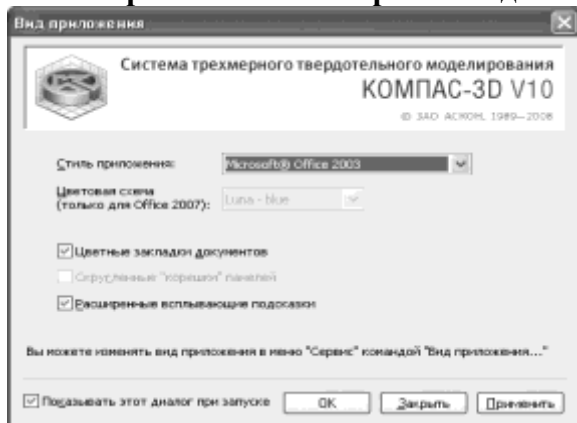 Вид приложения
Система трехмерного твердотельного моделирования
КОМПАС-3D V10
© ЗАО АСКОН, 1989—2008
Стиль приложения:
Microsoft® Office 2003
Цветовая схема
(только для Office 2007):
Luna - blue
Цветные закладки документов
Скругленные "корешки" панелей
Расширенные всплывающие подсказки
Вы можете изменять вид приложения в меню "Сервис" командой "Вид приложения..."
Показывать этот диалог при запуске
OK
Закрыть
Применить